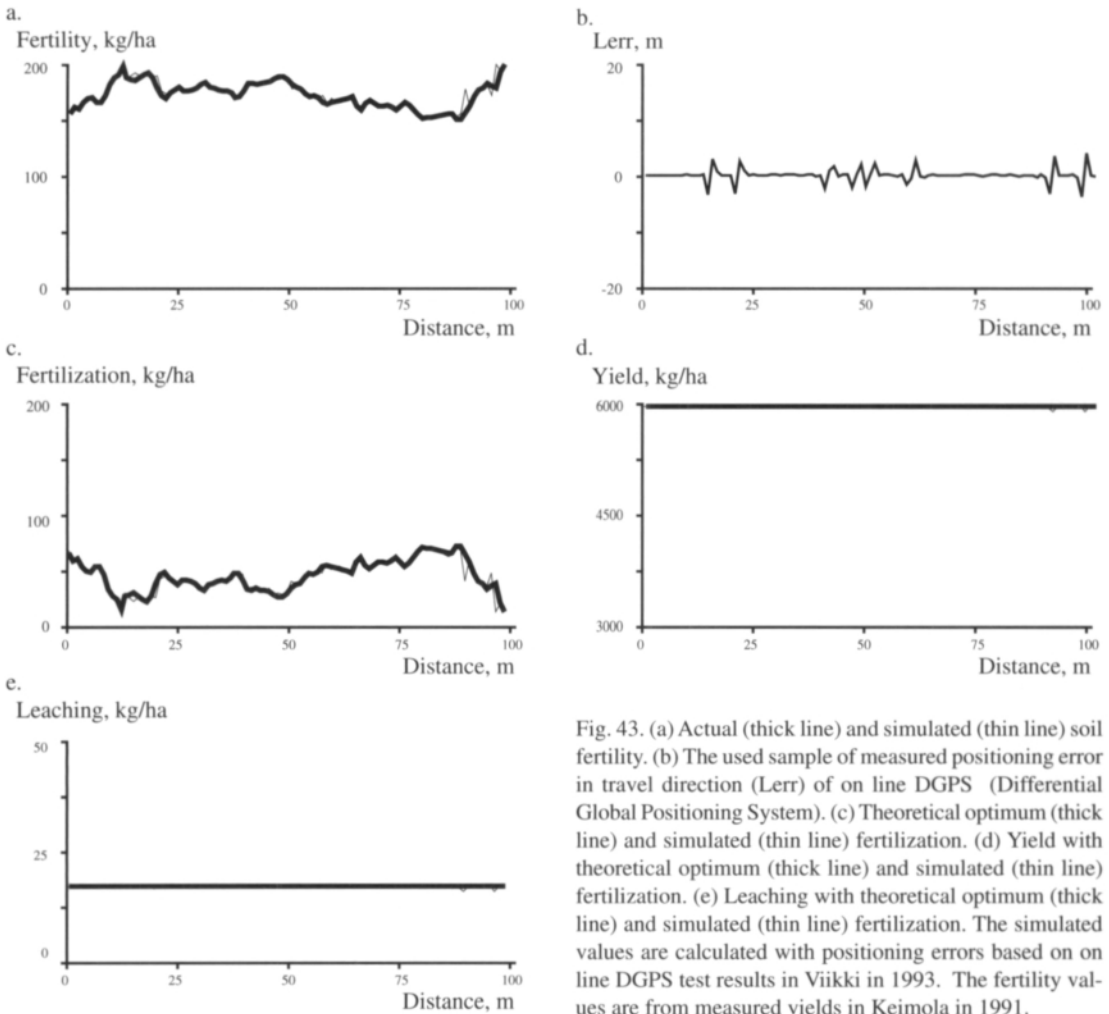 a.
Fertility, kg/ha
200
100
0
0 25 50 75 100
Distance, m
b.
Lerr, m
20
0
-20
0 25 50 75 100
Distance, m
c.
Fertilization, kg/ha
200
100
0
0 25 50 75 100
Distance, m
d.
Yield, kg/ha
6000
4500
3000
0 25 50 75 100
Distance, m
e.
Leaching, kg/ha
50
25
0
0 25 50 75 100
Distance, m
Fig. 43. (a) Actual (thick line) and simulated (thin line) soil
fertility. (b) The used sample of measured positioning error
in travel direction (Lerr) of on line DGPS (Differential
Global Positioning System). (c) Theoretical optimum (thick
line) and simulated (thin line) fertilization. (d) Yield with
theoretical optimum (thick line) and simulated (thin line)
fertilization. (e) Leaching with theoretical optimum (thick
line) and simulated (thin line) fertilization. The simulated
values are calculated with positioning errors based on on
line DGPS test results in Viikki in 1993. The fertility val-
ues are from measured yields in Keimola in 1991.